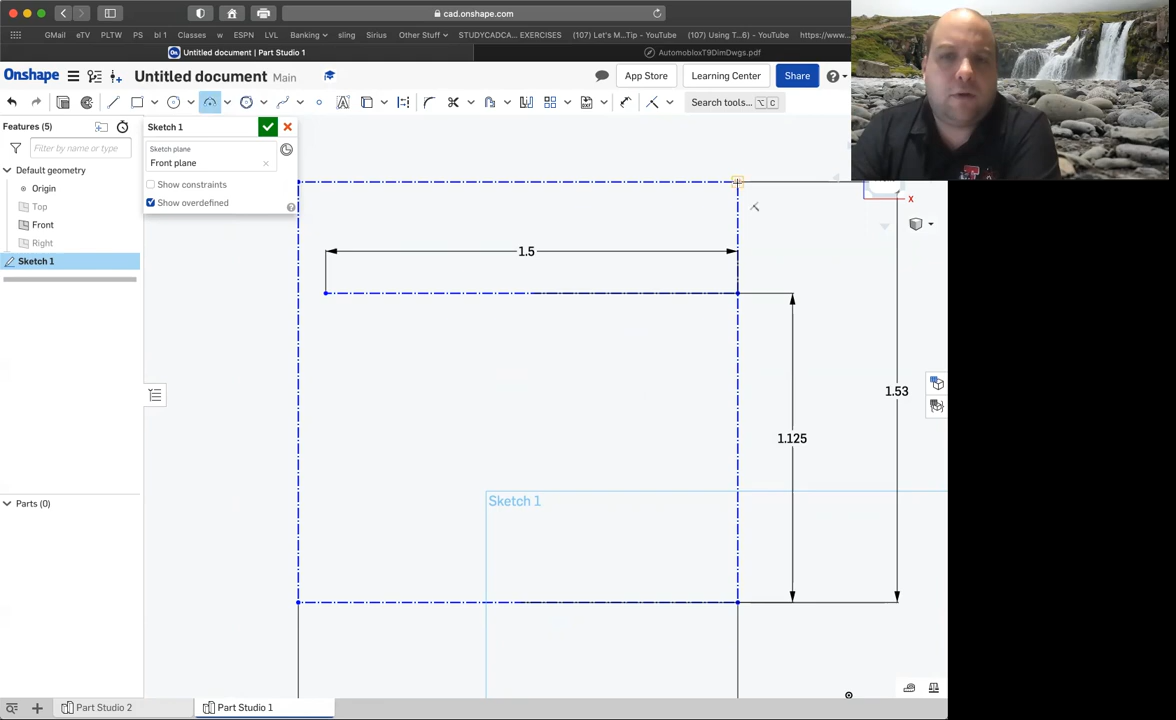 cad.onshape.com
GMail eTV PLTW PS bl 1 Classes Banking sling Sirius Other Stuff STUDYCADCA... EXERCISES (107) Let's M...Tip - YouTube (107) Using T...6) - YouTube https://www...
Untitled document | Part Studio 1 AutomobloxT9DimDwgs.pdf
Onshape Untitled document Main App Store Learning Center Share
Search tools... ⌥ C
Features (5)
Filter by name or type
Default geometry
Origin
Top
Front
Right
Sketch 1
Sketch 1
Sketch plane
Front plane
Show constraints
Show overdefined
X
1.5
1.53
1.125
Sketch 1
Parts (0)
Part Studio 2 Part Studio 1